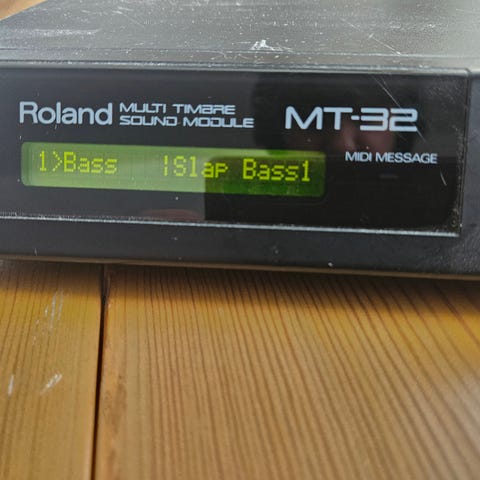 Roland MULTI TIMBRE SOUND MODULE MT-32
1>Bass |Slap Bass1
MIDI MESSAGE